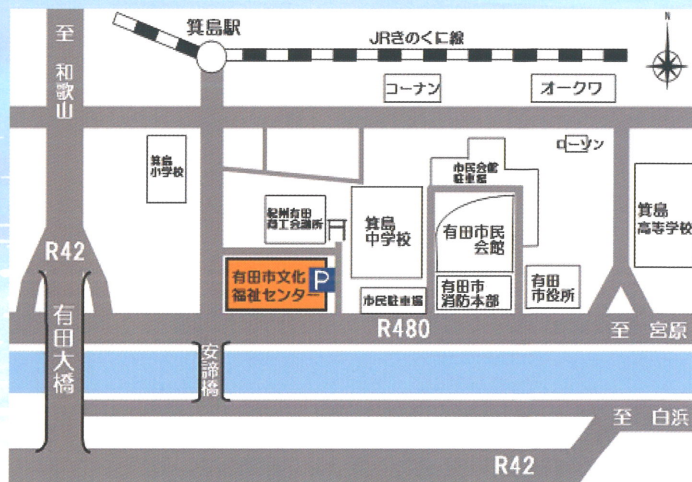 箕島駅
JRきのくに線
N
至 和歌山
コーナン
オークワ
箕島
小学校
ローソン
市民会館
駐車場
紀州有田
商工会議所
箕島
中学校
有田市民
会館
箕島
高等学校
R42
有田市文化
福祉センター
P
市民駐車場
有田市
消防本部
有田
市役所
R480
至 宮原
有田大橋
安諦橋
至 白浜
R42